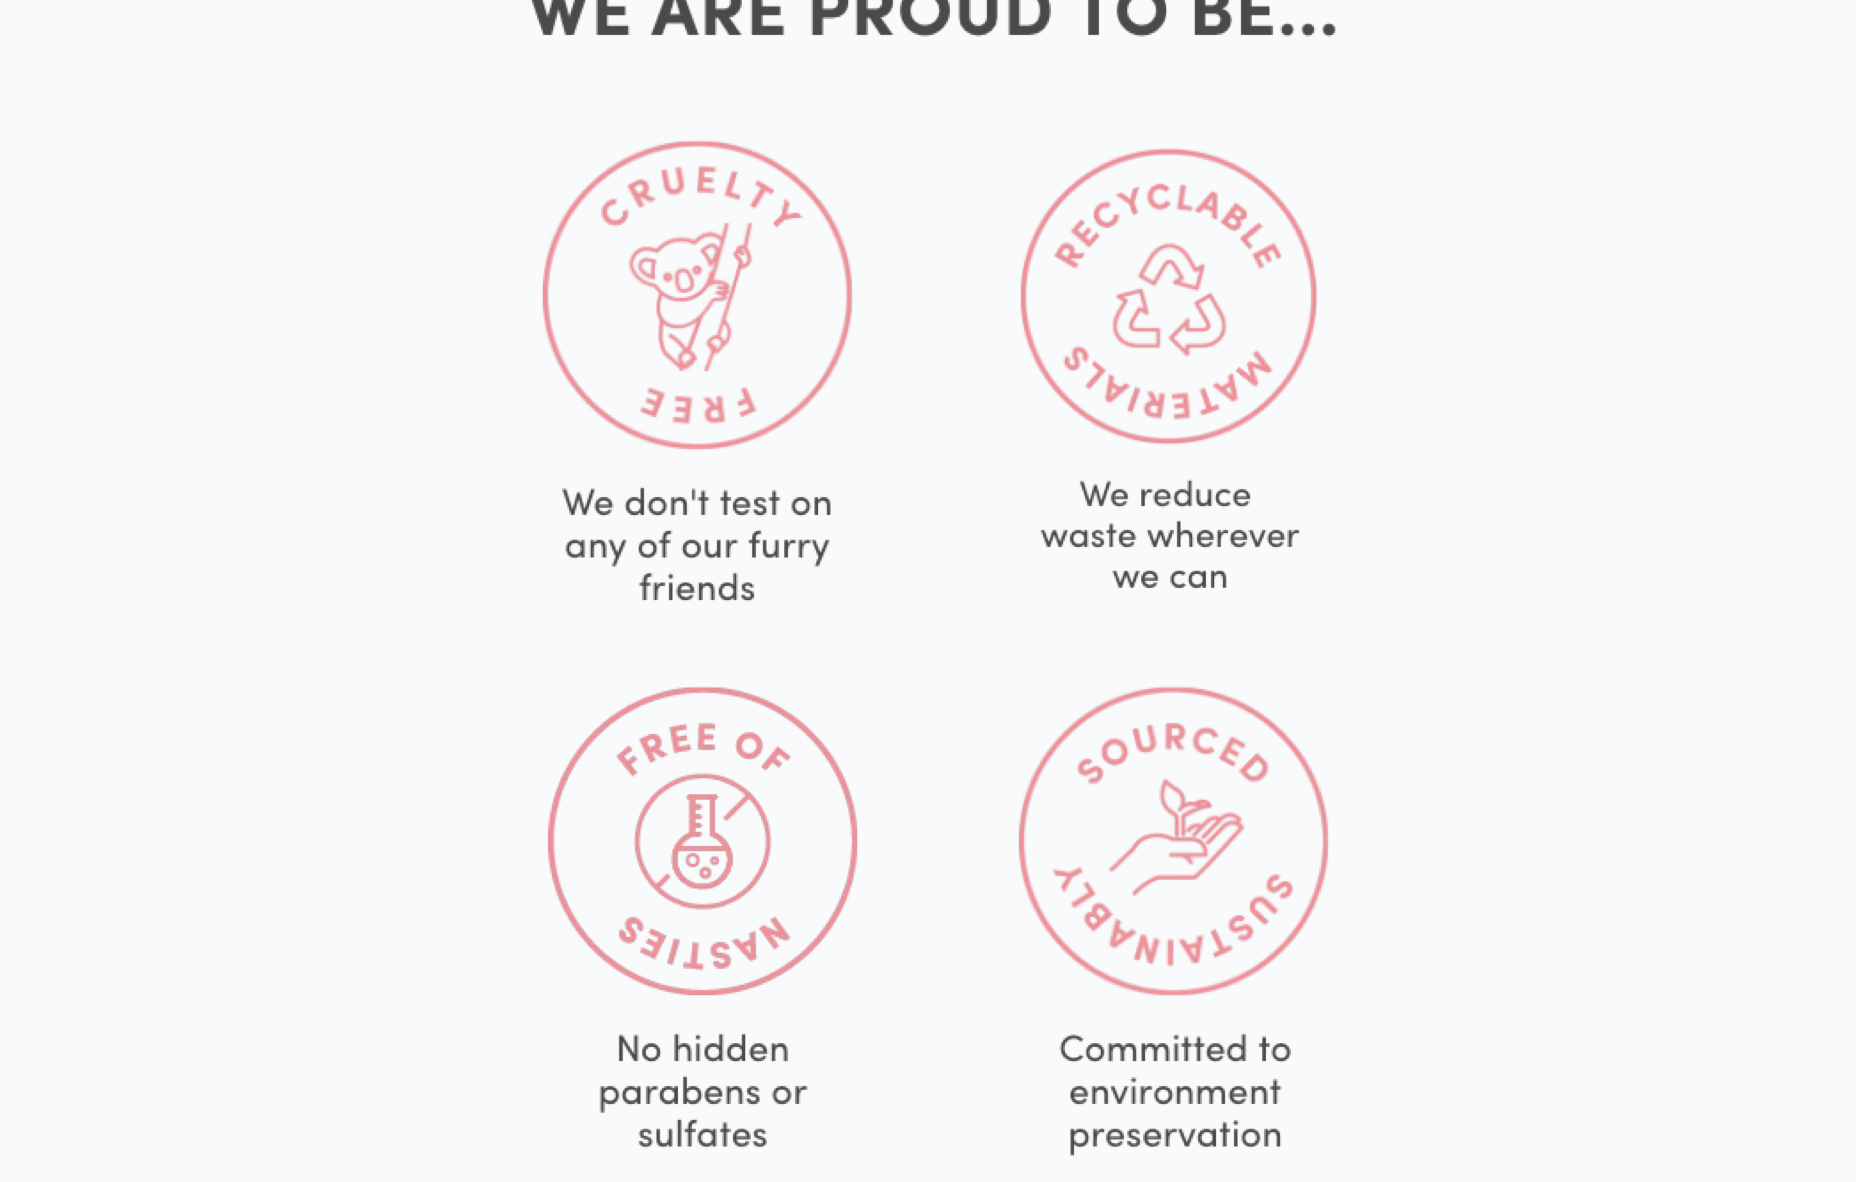 WE ARE PROUD TO BE...
CRUELTY
FREE
We don't test on
any of our furry
friends
RECYCLABLE
MATERIALS
We reduce
waste wherever
we can
FREE OF
NASTIES
No hidden
parabens or
sulfates
SOURCED
SUSTAINABLY
Committed to
environment
preservation